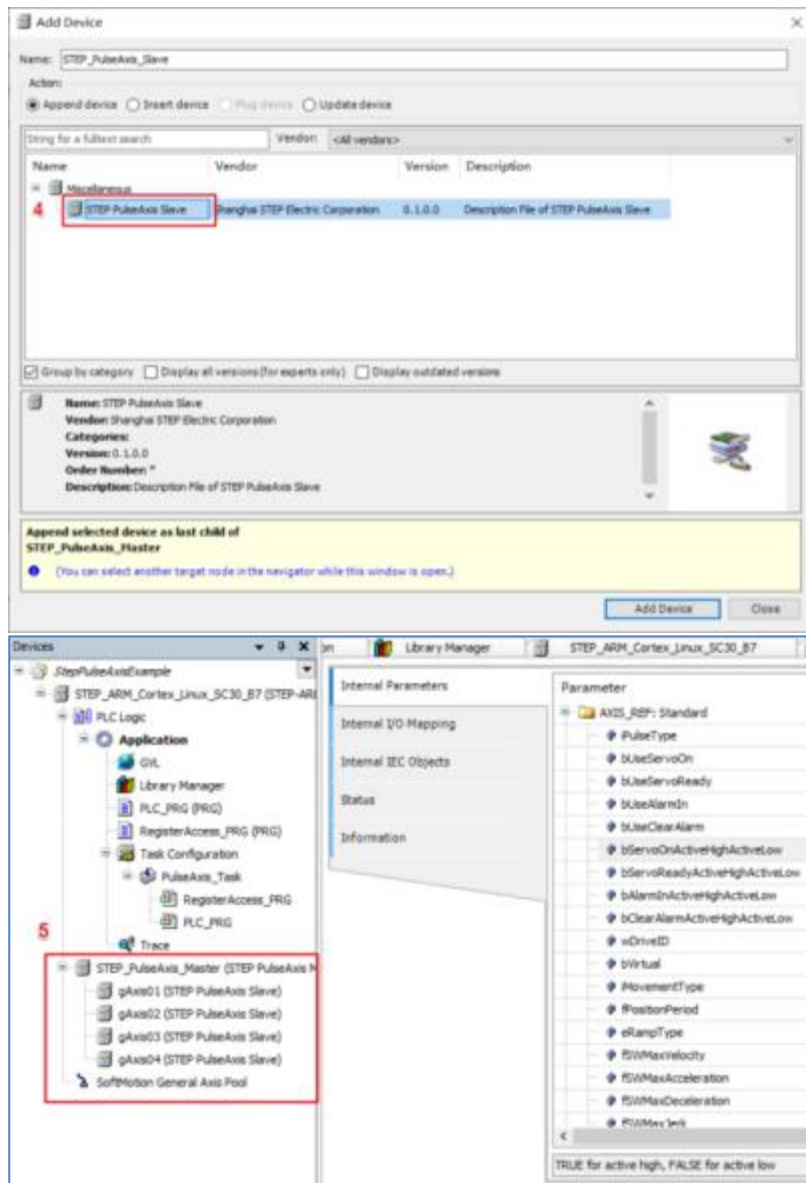 Add Device
Name: STEP_PulseAxis_Slave
Action:
Append device Insert device Plug device Update device
String for a fulltext search Vendor: <All vendors>
Name Vendor Version Description
Miscellaneous
4 STEP PulseAxis Slave Shanghai STEP Electric Corporation 0.1.0.0 Description File of STEP PulseAxis Slave
Group by category Display all versions (for experts only) Display outdated versions
Name: STEP PulseAxis Slave
Vendor: Shanghai STEP Electric Corporation
Categories:
Version: 0.1.0.0
Order Number: *
Description: Description File of STEP PulseAxis Slave
Append selected device as last child of
STEP_PulseAxis_Master
(You can select another target node in the navigator while this window is open.)
Add Device Close
Devices
StepPulseAxisExample
STEP_ARM_Cortex_Linux_SC30_B7 (STEP-AR
PLC Logic
Application
GVL
Library Manager
PLC_PRG (PRG)
RegisterAccess_PRG (PRG)
Task Configuration
PulseAxis_Task
RegisterAccess_PRG
PLC_PRG
Trace
5
STEP_PulseAxis_Master (STEP PulseAxis M
gAxis01 (STEP PulseAxis Slave)
gAxis02 (STEP PulseAxis Slave)
gAxis03 (STEP PulseAxis Slave)
gAxis04 (STEP PulseAxis Slave)
SoftMotion General Axis Pool
on Library Manager STEP_ARM_Cortex_Linux_SC30_B7
Internal Parameters
Internal I/O Mapping
Internal IEC Objects
Status
Information
Parameter
AXIS_REF: Standard
iPulseType
bUseServoOn
bUseServoReady
bUseAlarmIn
bUseClearAlarm
bServoOnActiveHighActiveLow
bServoReadyActiveHighActiveLow
bAlarmInActiveHighActiveLow
bClearAlarmActiveHighActiveLow
wDriveID
bVirtual
iMovementType
fPositionPeriod
eRampType
fSWMaxVelocity
fSWMaxAcceleration
fSWMaxDeceleration
fSWMaxJerk
TRUE for active high, FALSE for active low